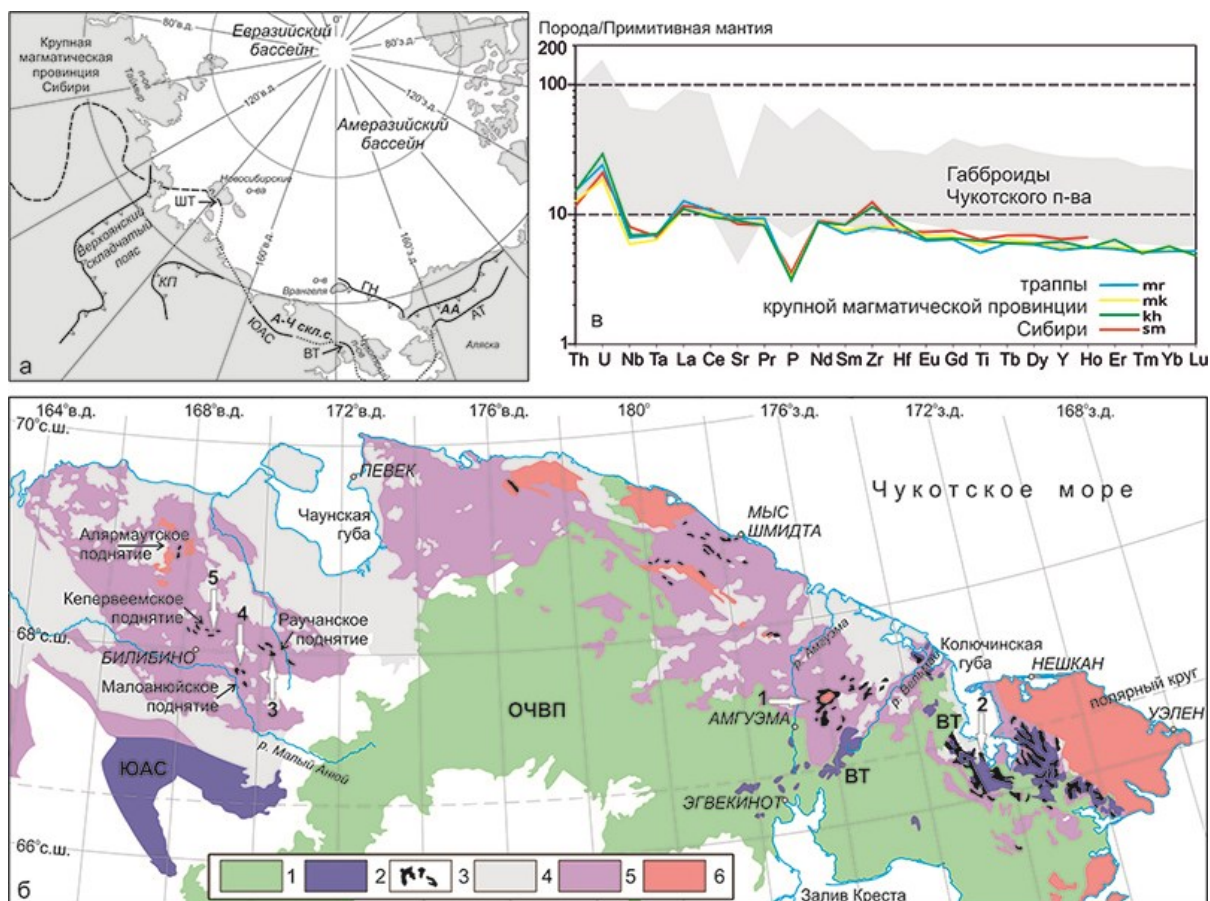 0°
80°в.д.
80°з.д.
Евразийский
бассейн
Крупная
магматическая
провинция
Сибири
п-ов
Таймыр
120°в.д.
120°з.д.
Амеразийский
бассейн
Новосибирские
о-ва
ШТ
Верхоянский
складчатый
пояс
160°в.д.
160°з.д.
о-в
Врангеля
ГН
КП
А-Ч скл.с.
ЮАС
АА
АТ
ВТ
Чукотский
п-ов
Аляска
а
Порода/Примитивная мантия
200
100
10
1
Габброиды
Чукотского п-ва
траппы
крупной магматической провинции
Сибири
mr
mk
kh
sm
в
Th U Nb Ta La Ce Sr Pr P Nd Sm Zr Hf Eu Gd Ti Tb Dy Y Ho Er Tm Yb Lu
164°в.д. 168°в.д. 172°в.д. 176°в.д. 180° 176°з.д. 172°з.д. 168°з.д.
70°с.ш.
ПЕВЕК
Чаунская
губа
Чукотское море
МЫС
ШМИДТА
Алярмаутское
поднятие
5
Кепервеемское
поднятие
4
Раучанское
поднятие
68°с.ш.
БИЛИБИНО
Малоанюйское
поднятие
3
р. Малый Анюй
ОЧВП
р. Амгуэма
Колючинская
губа
НЕШКАН
полярный круг
УЭЛЕН
1
АМГУЭМА
2
ВТ
ВТ
ЮАС
ЭГВЕКИНОТ
66°с.ш.
Залив Креста
1 2 3 4 5 6
б